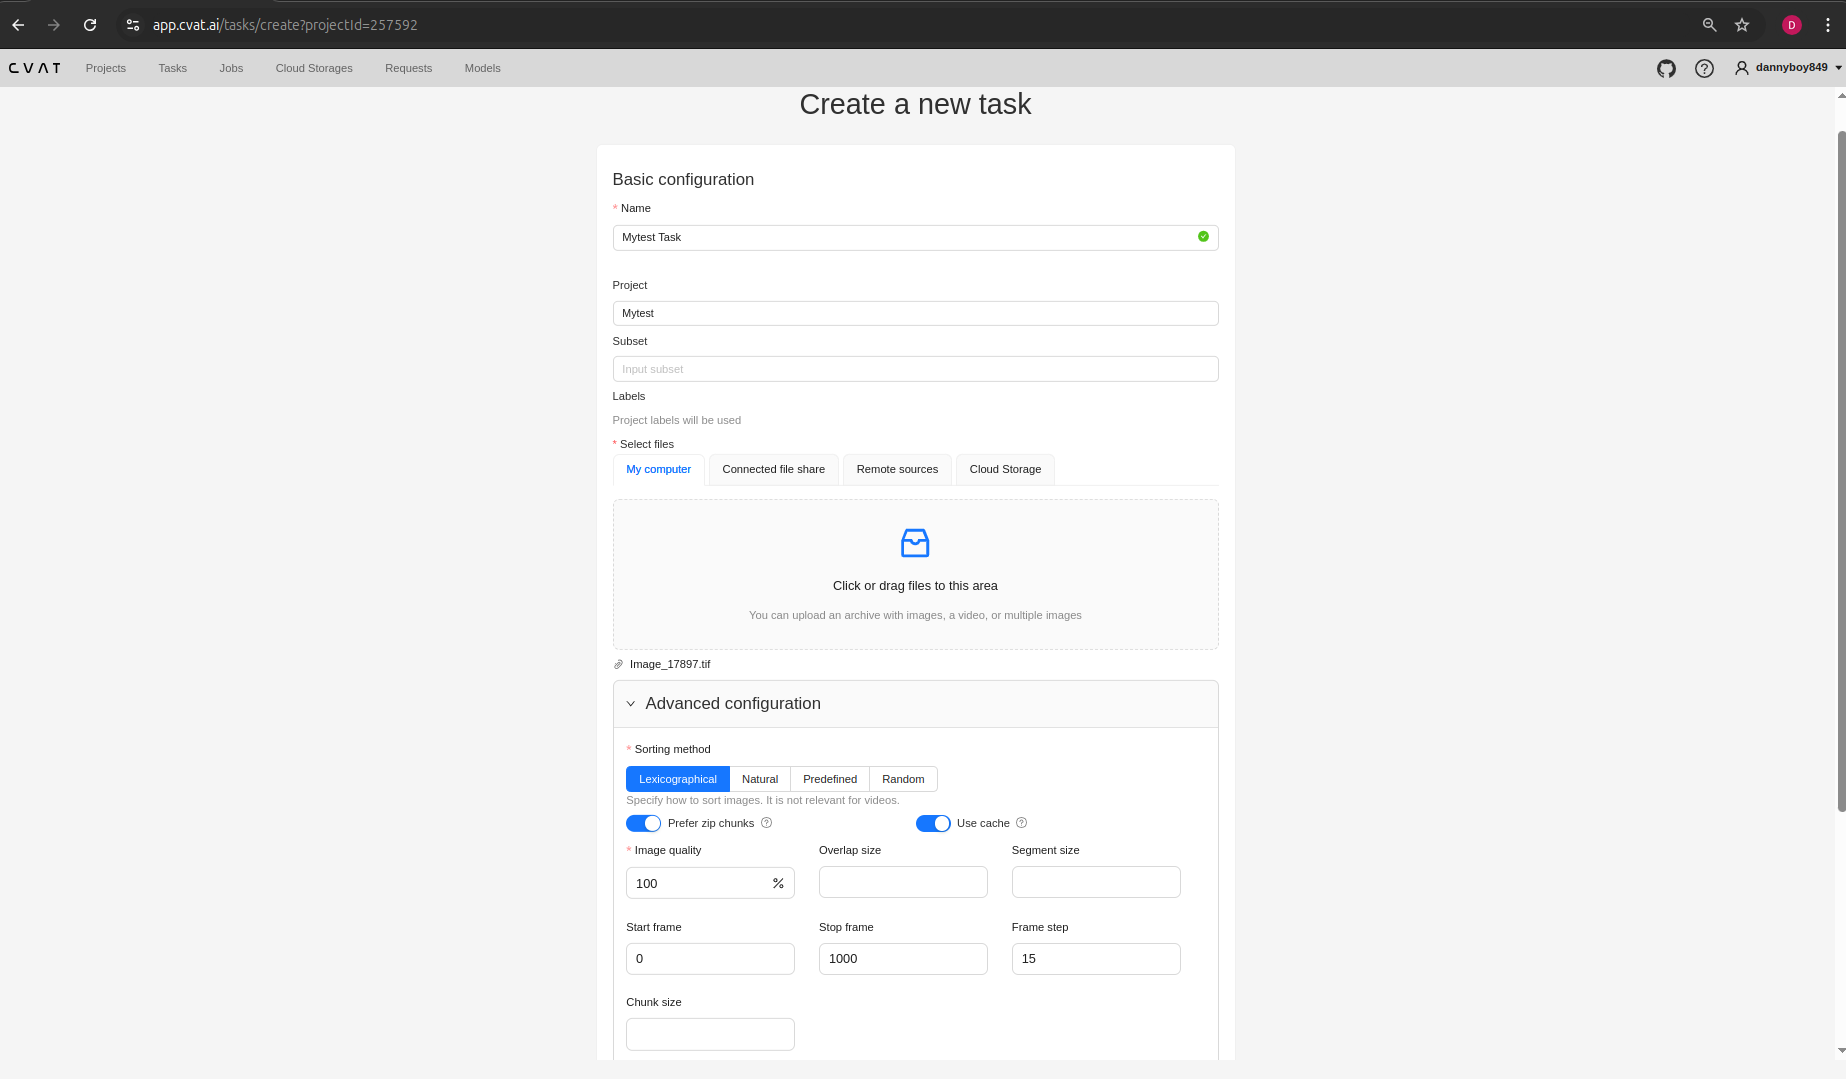 app.cvat.ai/tasks/create?projectId=257592
D
CVAT Projects Tasks Jobs Cloud Storages Requests Models dannyboy849
Create a new task
Basic configuration
* Name
Mytest Task
Project
Mytest
Subset
Input subset
Labels
Project labels will be used
* Select files
My computer Connected file share Remote sources Cloud Storage
Click or drag files to this area
You can upload an archive with images, a video, or multiple images
Image_17897.tif
Advanced configuration
* Sorting method
Lexicographical Natural Predefined Random
Specify how to sort images. It is not relevant for videos.
Prefer zip chunks Use cache
* Image quality Overlap size Segment size
100 %
Start frame Stop frame Frame step
0 1000 15
Chunk size